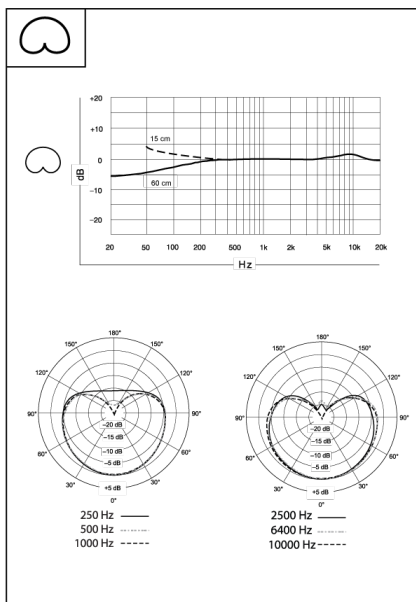 +20
+10
15 cm
0
dB
60 cm
−10
−20
20 50 100 200 500 1k 2k 5k 10k 20k
Hz
180°
150° 150°
120° 120°
90° 90°
60° 60°
30° 30°
0°
−20 dB
−15 dB
−10 dB
−5 dB
+5 dB
250 Hz
500 Hz
1000 Hz
180°
150° 150°
120° 120°
90° 90°
60° 60°
30° 30°
0°
−20 dB
−15 dB
−10 dB
−5 dB
+5 dB
2500 Hz
6400 Hz
10000 Hz